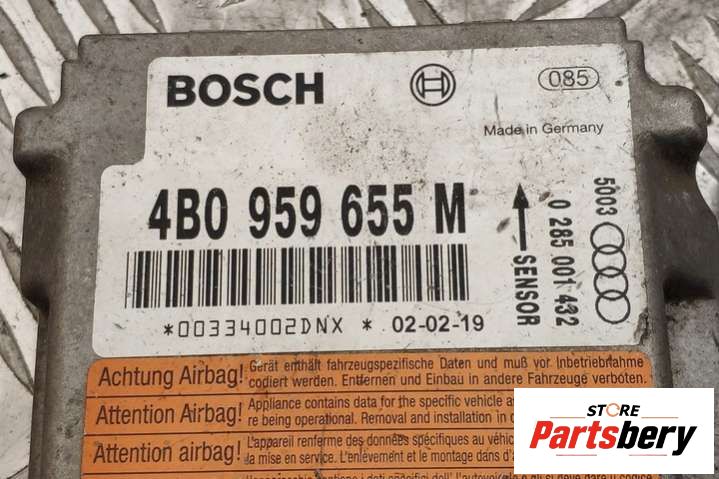 BOSCH
085
Made in Germany
4B0 959 655 M
SENSOR
0 285 001 432
5003
*00334002DNX * 02-02-19
Achtung Airbag! Gerät enthält fahrzeugspezifische Daten und muß vor Inbetriebnahme
codiert werden. Entfernen und Einbau in andere Fahrzeuge verboten.
Attention Airbag! Appliance contains data for the specific vehicle
re being operational. Removal and installation in
Attention airbag! L'appareil renferme des données spécifiques au
la mise en service. L'enlèvement et le montage dans
STORE
Partsbery